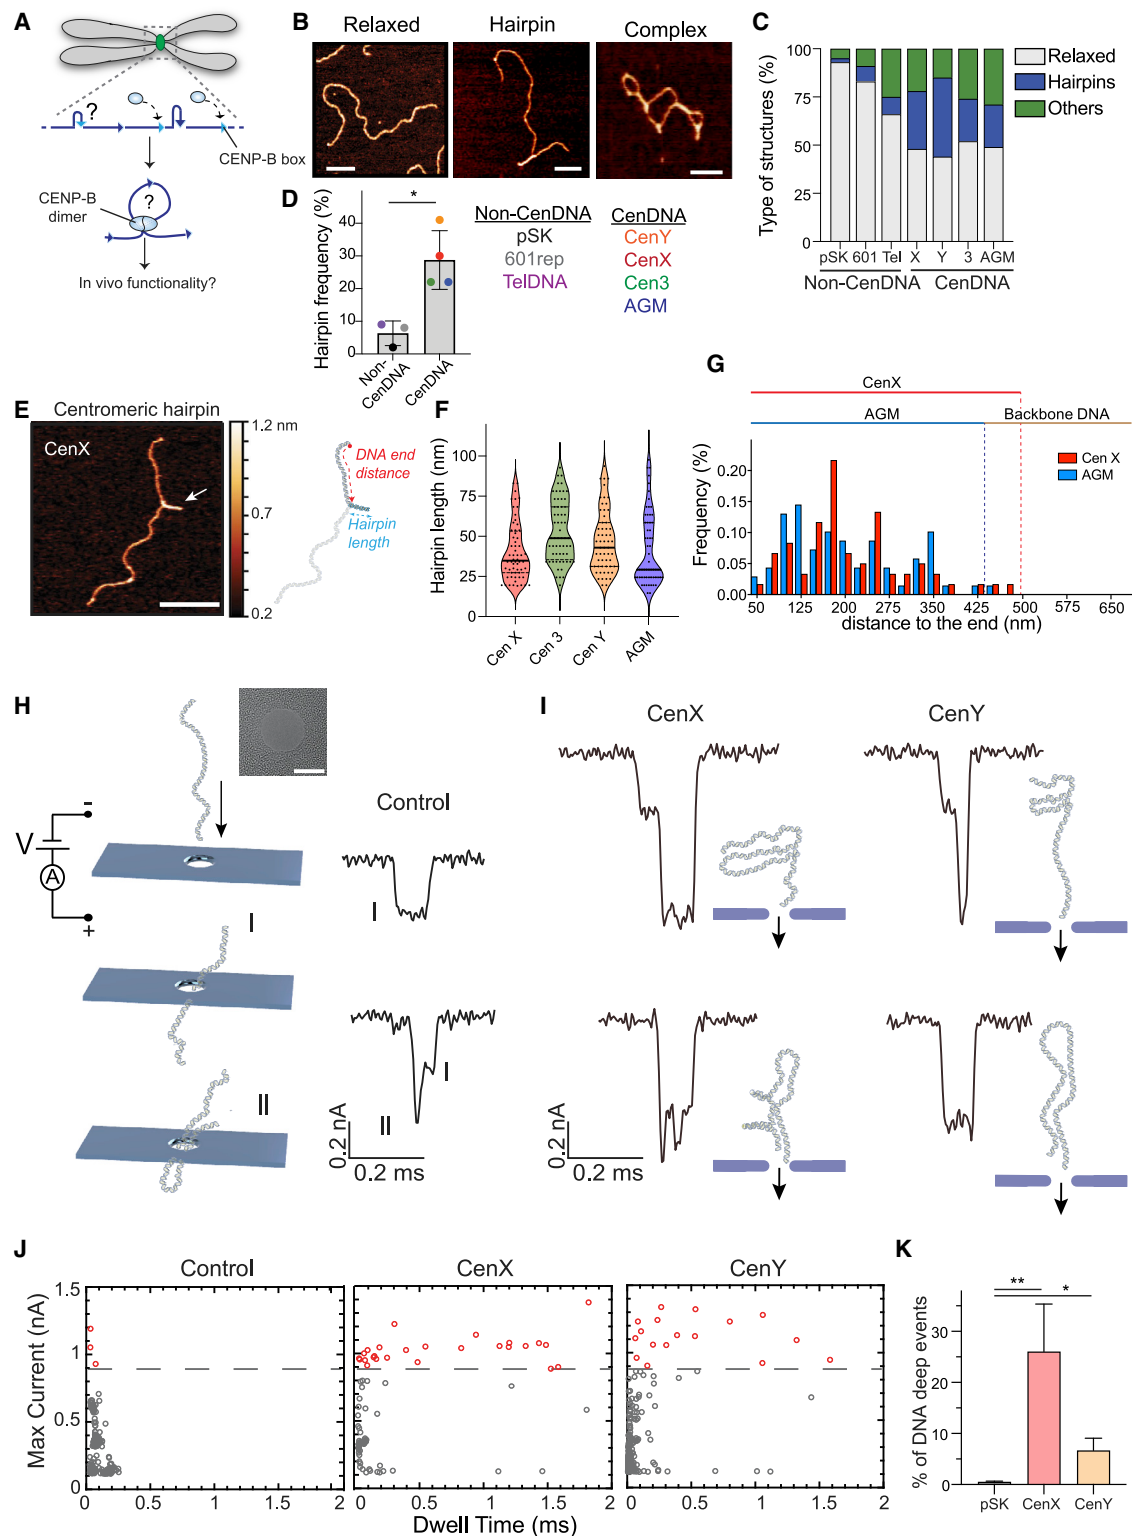 A
?
CENP-B box
CENP-B
dimer
?
In vivo functionality?
B
Relaxed
Hairpin
Complex
C
Type of structures (%)
100
75
50
25
0
pSK 601 Tel X Y 3 AGM
Non-CenDNA CenDNA
Relaxed
Hairpins
Others
D
Hairpin frequency (%)
40
30
20
10
0
*
Non-
CenDNA
CenDNA
Non-CenDNA
pSK
601rep
TelDNA
CenDNA
CenY
CenX
Cen3
AGM
E
Centromeric hairpin
CenX
1.2 nm
0.7
0.2
DNA end
distance
Hairpin
length
F
Hairpin length (nm)
100
75
50
25
0
Cen X
Cen 3
Cen Y
AGM
G
CenX
AGM
Backbone DNA
Frequency (%)
0.20
0.15
0.10
0.05
0.00
Cen X
AGM
50 125 200 275 350 425 500 575 650
distance to the end (nm)
H
V
-
A
+
I
II
Control
I
I
II
0.2 nA
0.2 ms
I
CenX
CenY
0.2 nA
0.2 ms
J
Control
CenX
CenY
Max Current (nA)
1.5
1
0.5
0
0 0.5 1 1.5 2
0 0.5 1 1.5 2
0 0.5 1 1.5 2
Dwell Time (ms)
K
% of DNA deep events
30
20
10
0
**
*
pSK CenX CenY